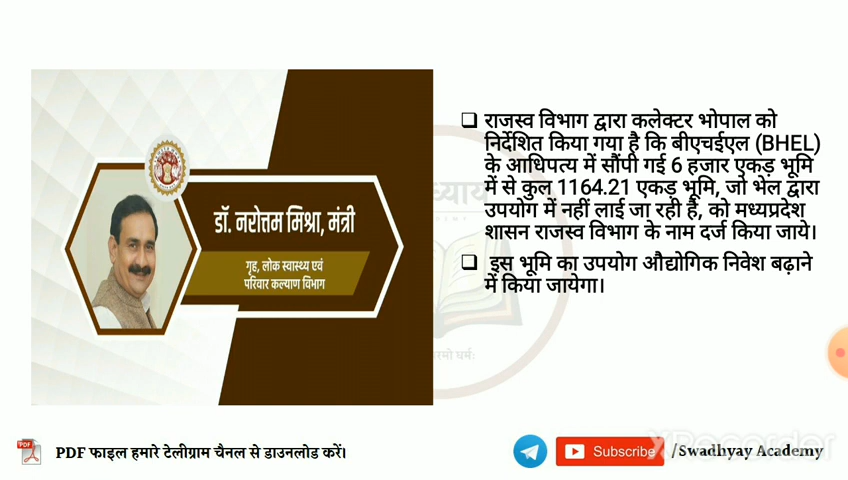 राजस्व विभाग द्वारा कलेक्टर भोपाल को
निर्देशित किया गया है कि बीएचईएल (BHEL)
के आधिपत्य में सौंपी गई 6 हजार एकड़ भूमि
में से कुल 1164.21 एकड़ भूमि, जो भेल द्वारा
उपयोग में नहीं लाई जा रही है, को मध्यप्रदेश
शासन राजस्व विभाग के नाम दर्ज किया जाये।
इस भूमि का उपयोग औद्योगिक निवेश बढ़ाने
में किया जायेगा।
डॉ. नरोत्तम मिश्रा, मंत्री
गृह, लोक स्वास्थ्य एवं
परिवार कल्याण विभाग
PDF
PDF फाइल हमारे टेलीग्राम चैनल से डाउनलोड करें।
Subscribe
/Swadhyay Academy
XRecorder